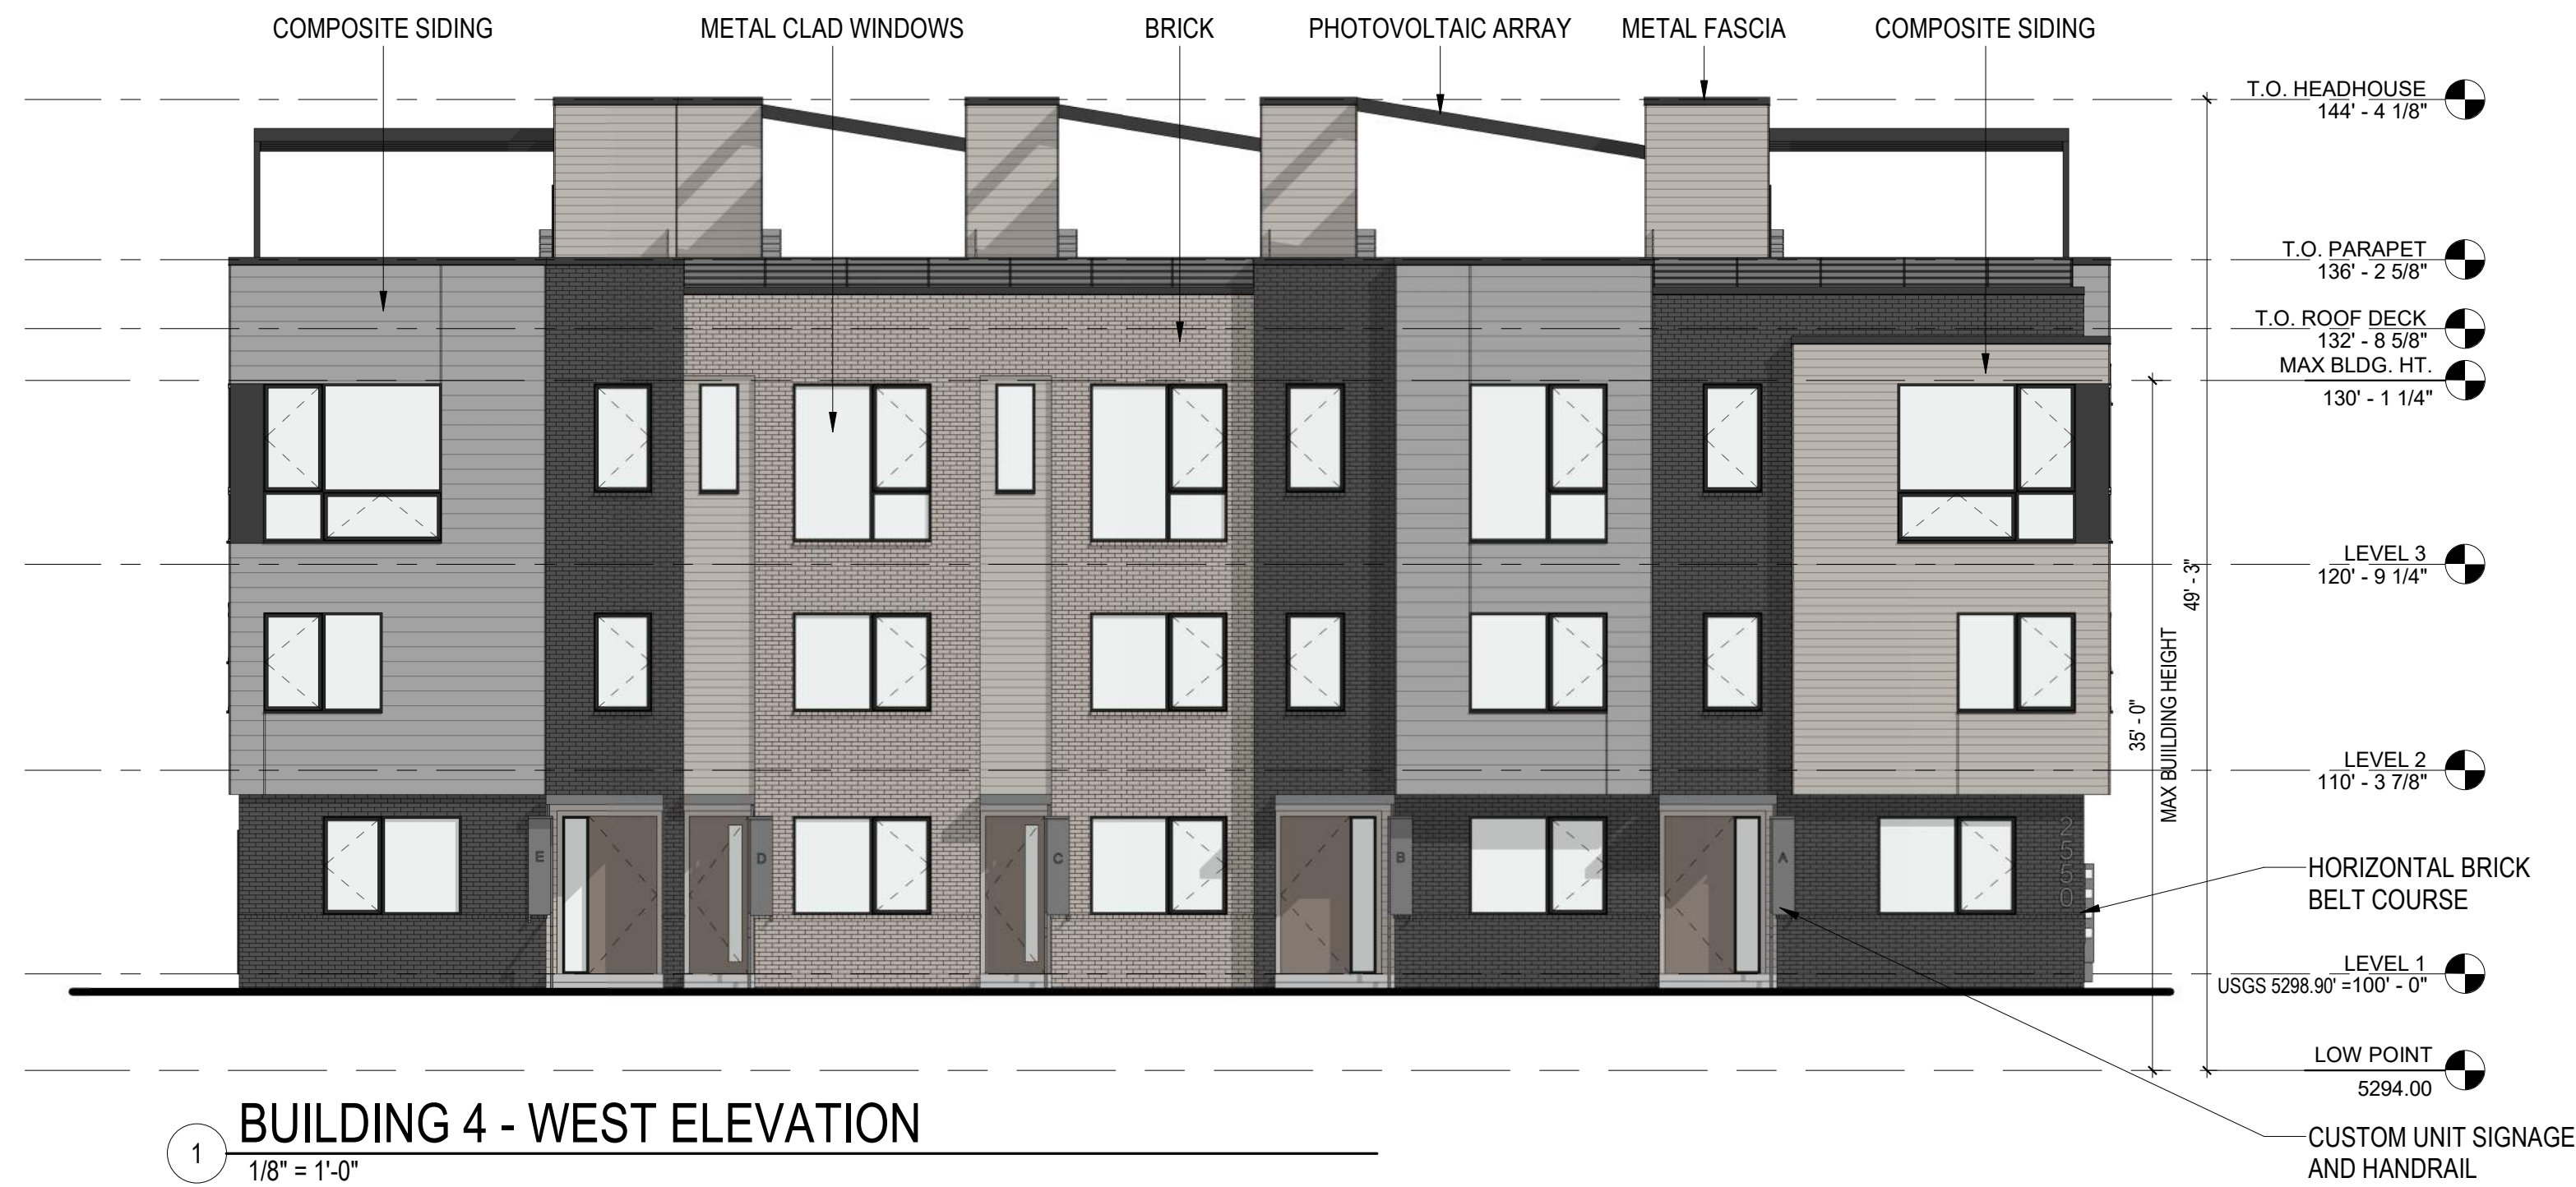 COMPOSITE SIDING
METAL CLAD WINDOWS
BRICK
PHOTOVOLTAIC ARRAY
METAL FASCIA
COMPOSITE SIDING
T.O. HEADHOUSE
144' - 4 1/8"
T.O. PARAPET
136' - 2 5/8"
T.O. ROOF DECK
132' - 8 5/8"
MAX BLDG. HT.
130' - 1 1/4"
LEVEL 3
120' - 9 1/4"
49' - 3"
35' - 0"
MAX BUILDING HEIGHT
LEVEL 2
110' - 3 7/8"
E
D
C
B
A
2550
HORIZONTAL BRICK
BELT COURSE
LEVEL 1
USGS 5298.90' =100' - 0"
LOW POINT
5294.00
CUSTOM UNIT SIGNAGE
AND HANDRAIL
1
BUILDING 4 - WEST ELEVATION
1/8" = 1'-0"